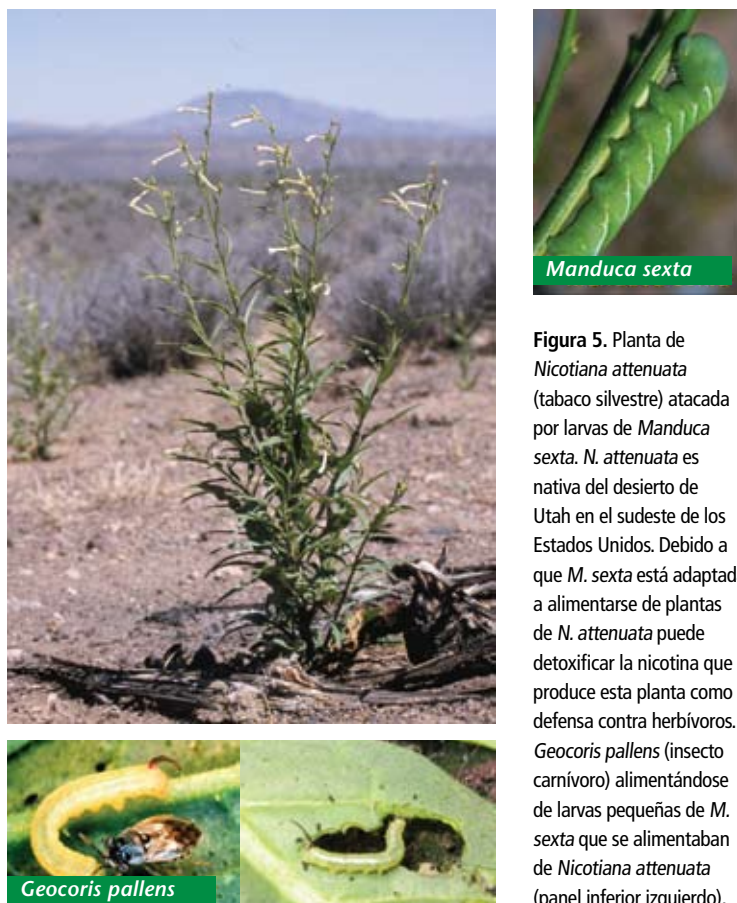 Manduca sexta
Figura 5. Planta de
Nicotiana attenuata
(tabaco silvestre) atacada
por larvas de Manduca
sexta. N. attenuata es
nativa del desierto de
Utah en el sudeste de los
Estados Unidos. Debido a
que M. sexta está adaptad
a alimentarse de plantas
de N. attenuata puede
detoxificar la nicotina que
produce esta planta como
defensa contra herbívoros.
Geocoris pallens (insecto
carnívoro) alimentándose
de larvas pequeñas de M.
sexta que se alimentaban
de Nicotiana attenuata
(panel inferior izquierdo).
Geocoris pallens